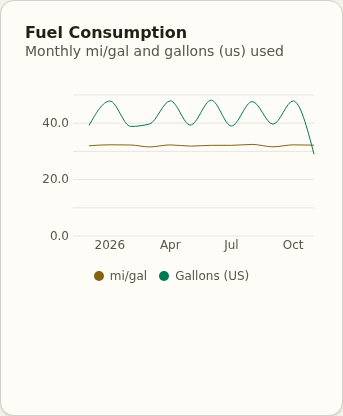 Fuel Consumption
Monthly mi/gal and gallons (us) used
40.0
20.0
0.0
2026 Apr Jul Oct
mi/gal Gallons (US)